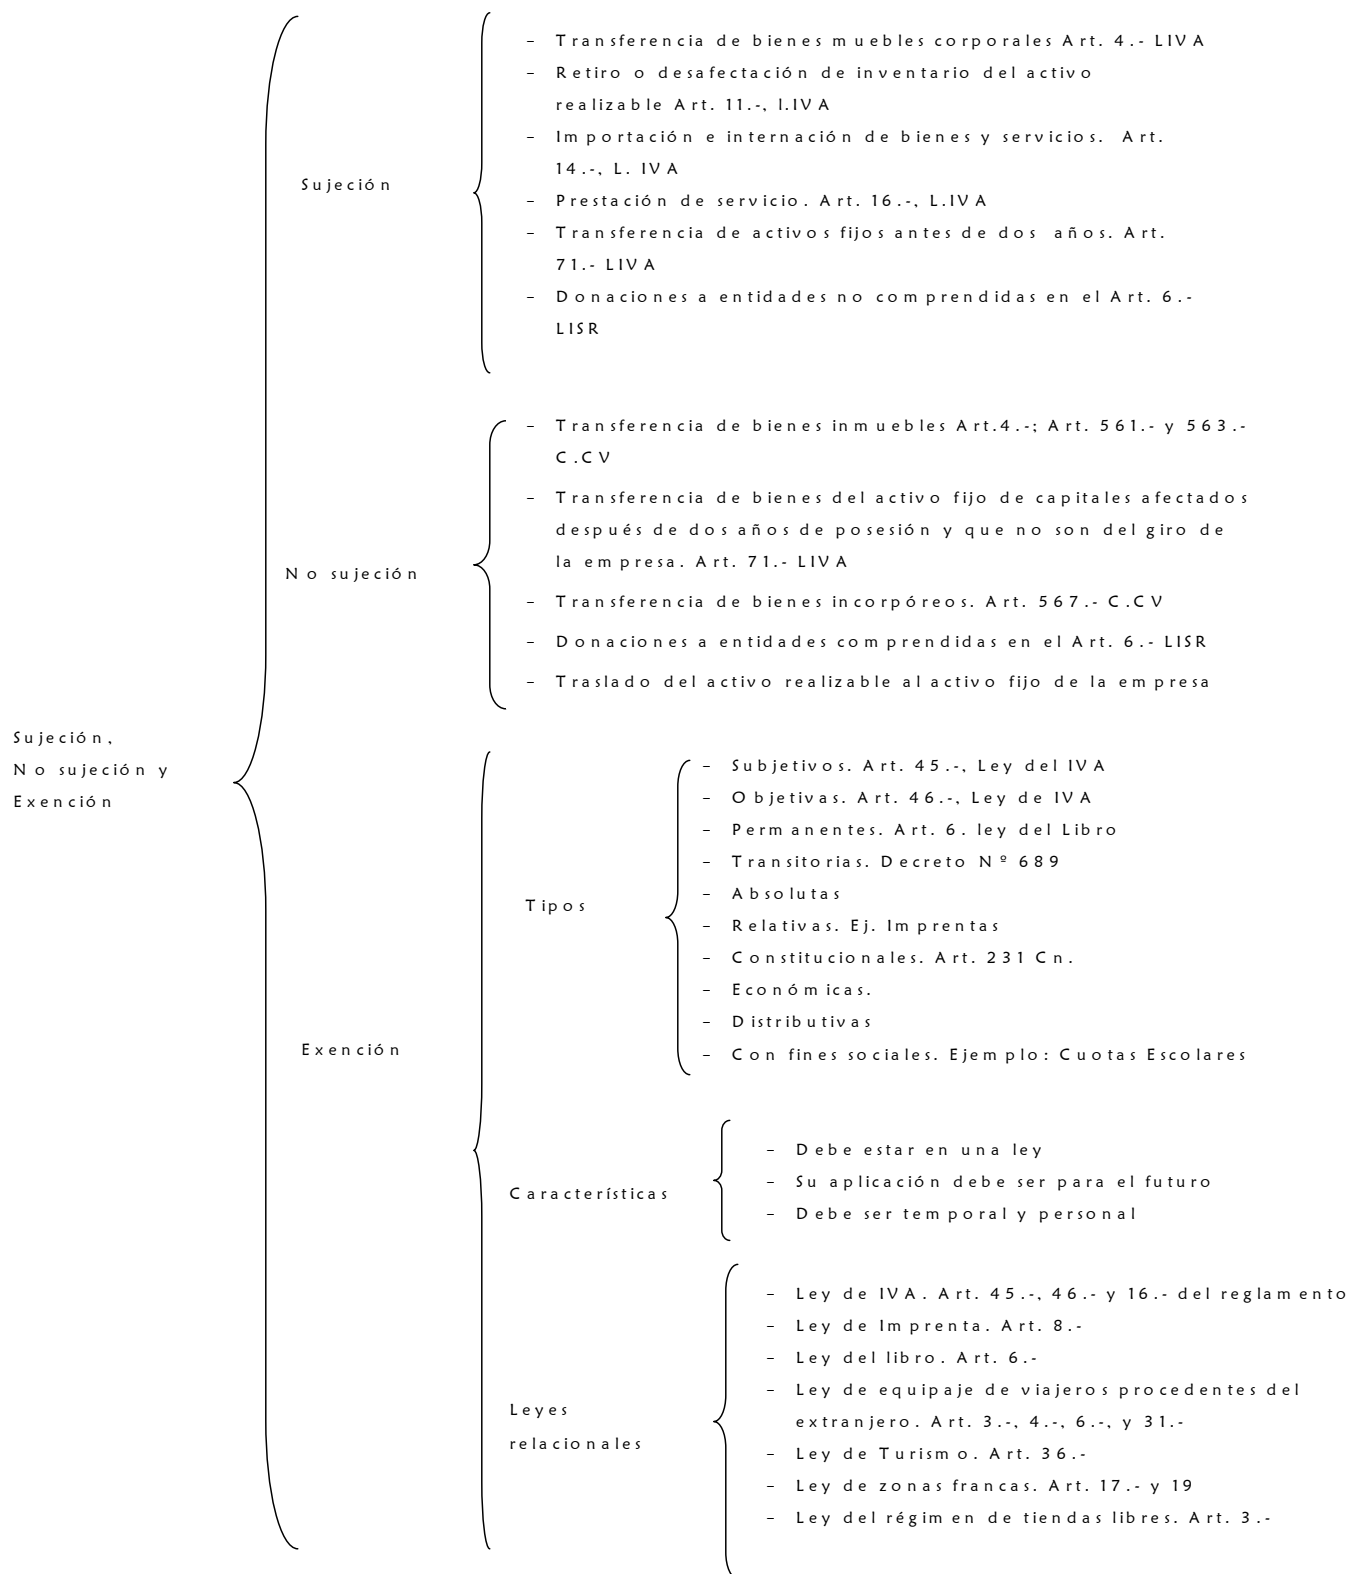 Sujeción,
No sujeción y
Exención
Sujeción
– Transferencia de bienes muebles corporales Art. 4.- LIVA
– Retiro o desafectación de inventario del activo
realizable Art. 11.-, l.IVA
– Importación e internación de bienes y servicios. Art.
14.-, L. IVA
– Prestación de servicio. Art. 16.-, L.IVA
– Transferencia de activos fijos antes de dos años. Art.
71.- LIVA
– Donaciones a entidades no comprendidas en el Art. 6.-
LISR
No sujeción
– Transferencia de bienes inmuebles Art.4.-; Art. 561.- y 563.-
C.CV
– Transferencia de bienes del activo fijo de capitales afectados
después de dos años de posesión y que no son del giro de
la empresa. Art. 71.- LIVA
– Transferencia de bienes incorpóreos. Art. 567.- C.CV
– Donaciones a entidades comprendidas en el Art. 6.- LISR
– Traslado del activo realizable al activo fijo de la empresa
Exención
Tipos
– Subjetivos. Art. 45.-, Ley del IVA
– Objetivas. Art. 46.-, Ley de IVA
– Permanentes. Art. 6. ley del Libro
– Transitorias. Decreto Nº 689
– Absolutas
– Relativas. Ej. Imprentas
– Constitucionales. Art. 231 Cn.
– Económicas.
– Distributivas
– Con fines sociales. Ejemplo: Cuotas Escolares
Características
– Debe estar en una ley
– Su aplicación debe ser para el futuro
– Debe ser temporal y personal
Leyes
relacionales
– Ley de IVA. Art. 45.-, 46.- y 16.- del reglamento
– Ley de Imprenta. Art. 8.-
– Ley del libro. Art. 6.-
– Ley de equipaje de viajeros procedentes del
extranjero. Art. 3.-, 4.-, 6.-, y 31.-
– Ley de Turismo. Art. 36.-
– Ley de zonas francas. Art. 17.- y 19
– Ley del régimen de tiendas libres. Art. 3.-